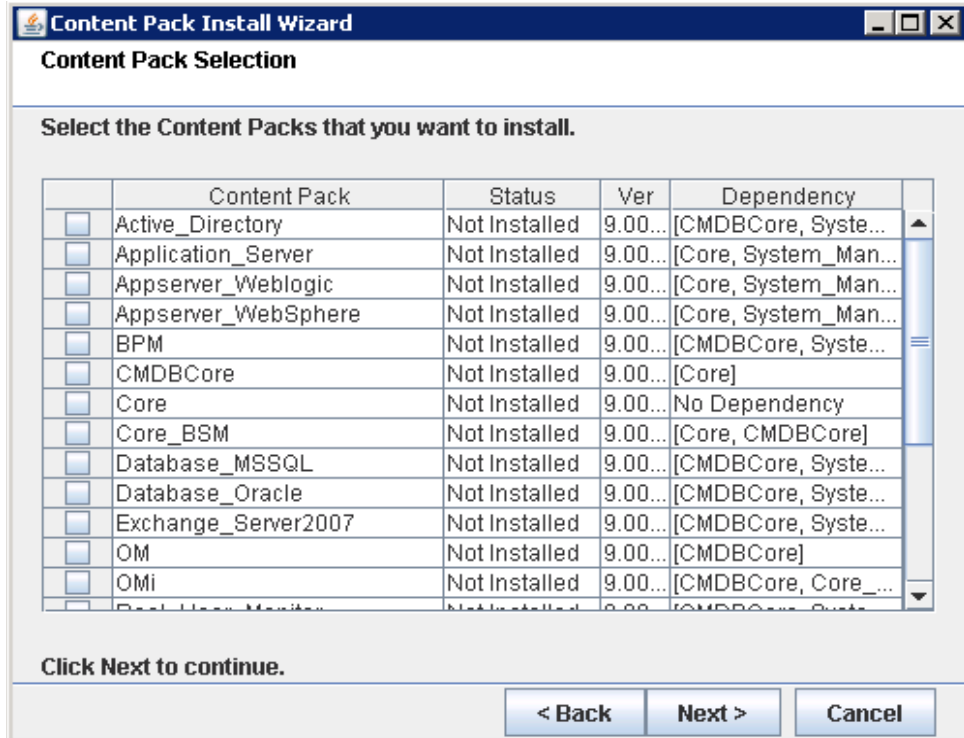 Content Pack Install Wizard
Content Pack Selection
Select the Content Packs that you want to install.
Content Pack Status Ver Dependency
Active_Directory Not Installed 9.00... [CMDBCore, Syste...
Application_Server Not Installed 9.00... [Core, System_Man...
Appserver_Weblogic Not Installed 9.00... [Core, System_Man...
Appserver_WebSphere Not Installed 9.00... [Core, System_Man...
BPM Not Installed 9.00... [CMDBCore, Syste...
CMDBCore Not Installed 9.00... [Core]
Core Not Installed 9.00... No Dependency
Core_BSM Not Installed 9.00... [Core, CMDBCore]
Database_MSSQL Not Installed 9.00... [CMDBCore, Syste...
Database_Oracle Not Installed 9.00... [CMDBCore, Syste...
Exchange_Server2007 Not Installed 9.00... [CMDBCore, Syste...
OM Not Installed 9.00... [CMDBCore]
OMi Not Installed 9.00... [CMDBCore, Core_...
Click Next to continue.
< Back Next > Cancel